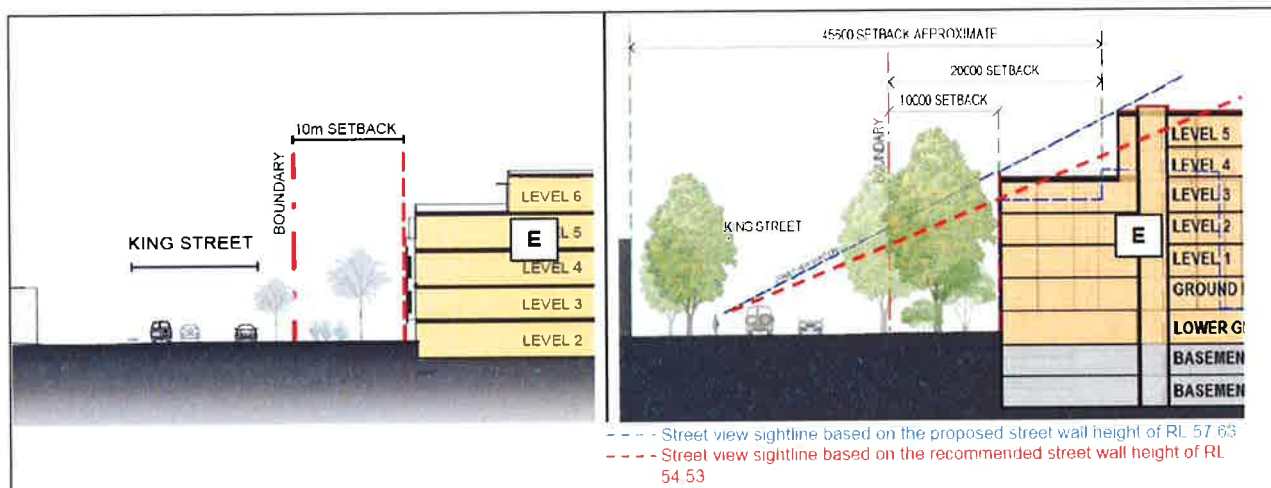 10m SETBACK
BOUNDARY
KING STREET
LEVEL 6
L 5
E
LEVEL 4
LEVEL 3
LEVEL 2
45600 SETBACK APPROXIMATE
20000 SETBACK
10000 SETBACK
BOUNDARY
KING STREET
LEVEL 5
LEVEL 4
LEVEL 3
LEVEL 2
E
LEVEL 1
GROUND
LOWER G
BASEMEN
BASEMEN
Street view sightline based on the proposed street wall height of RL 57.63
Street view sightline based on the recommended street wall height of RL
54.53